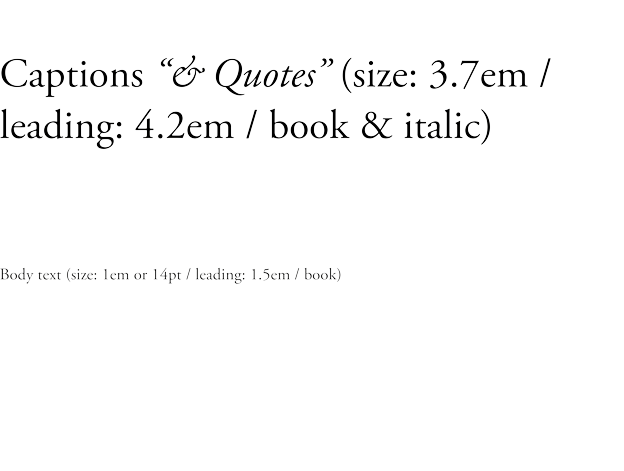 Captions “& Quotes” (size: 3.7em /
leading: 4.2em / book & italic)
Body text (size: 1em or 14pt / leading: 1.5em / book)